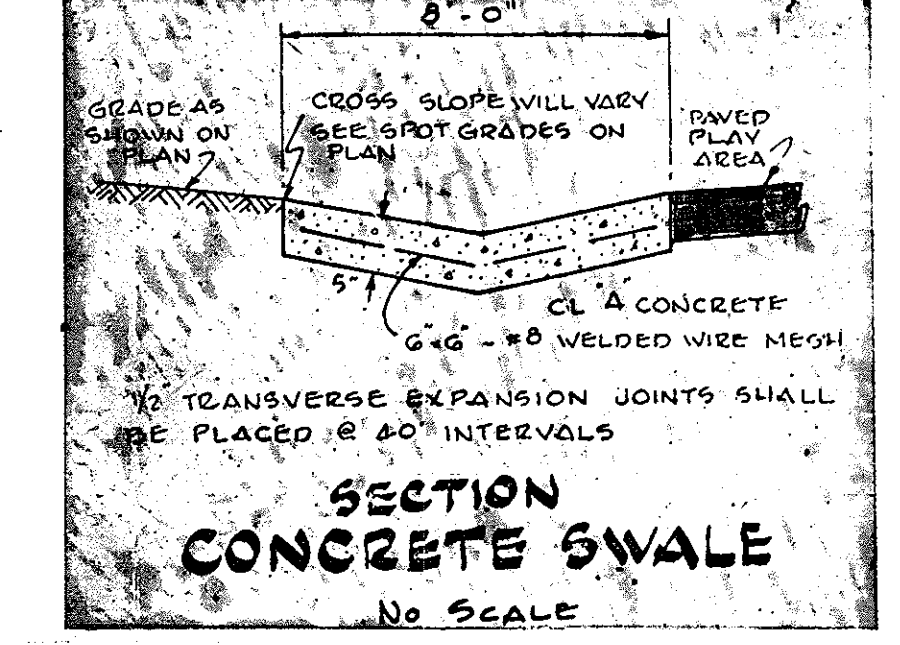 8'-0"
GRADE AS
SHOWN ON
PLAN
CROSS SLOPE WILL VARY
SEE SPOT GRADES ON
PLAN
PAVED
PLAY
AREA
5"
CL "A" CONCRETE
6"x6" - #8 WELDED WIRE MESH
1/2" TRANSVERSE EXPANSION JOINTS SHALL
BE PLACED @ 40' INTERVALS
SECTION
CONCRETE SWALE
No SCALE